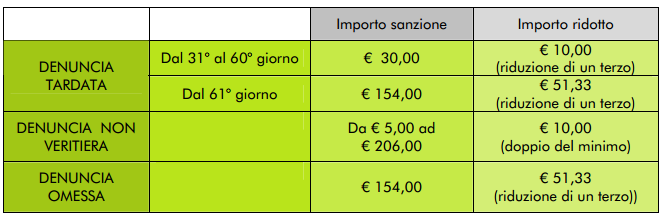 Importo sanzione
Importo ridotto
DENUNCIA
TARDATA
Dal 31° al 60° giorno
€ 30,00
€ 10,00
(riduzione di un terzo)
Dal 61° giorno
€ 154,00
€ 51,33
(riduzione di un terzo)
DENUNCIA NON
VERITIERA
Da € 5,00 ad
€ 206,00
€ 10,00
(doppio del minimo)
DENUNCIA
OMESSA
€ 154,00
€ 51,33
(riduzione di un terzo))